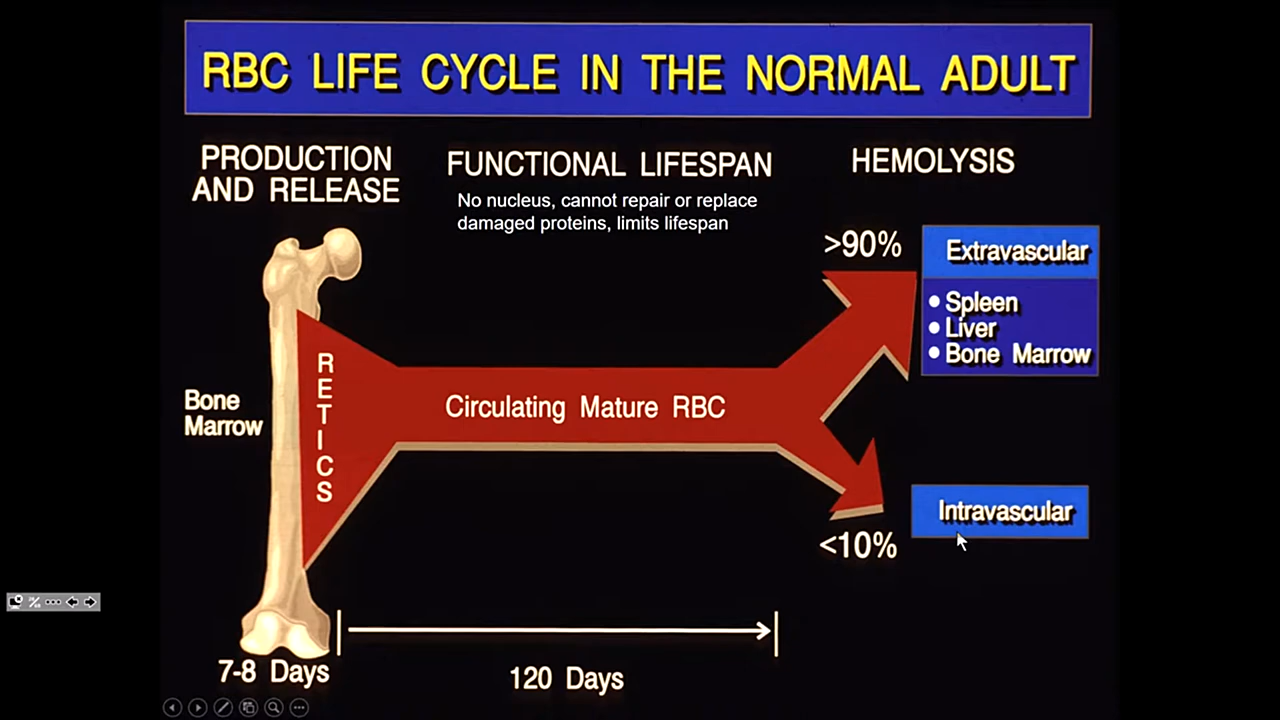 RBC LIFE CYCLE IN THE NORMAL ADULT
PRODUCTION
AND RELEASE
FUNCTIONAL LIFESPAN
No nucleus, cannot repair or replace
damaged proteins, limits lifespan
HEMOLYSIS
>90%
Extravascular
• Spleen
• Liver
• Bone Marrow
Bone
Marrow
RETICS
Circulating Mature RBC
Intravascular
<10%
7-8 Days
120 Days